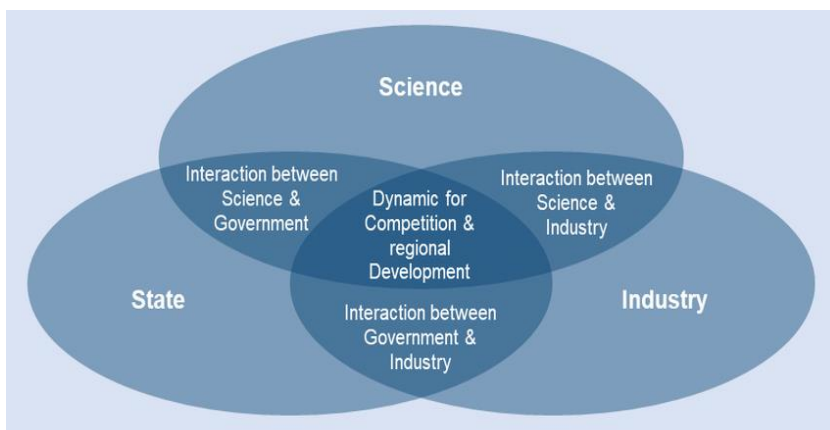 Science
Interaction between
Science &
Government
Dynamic for
Competition &
regional
Development
Interaction between
Science &
Industry
State
Industry
Interaction between
Government &
Industry